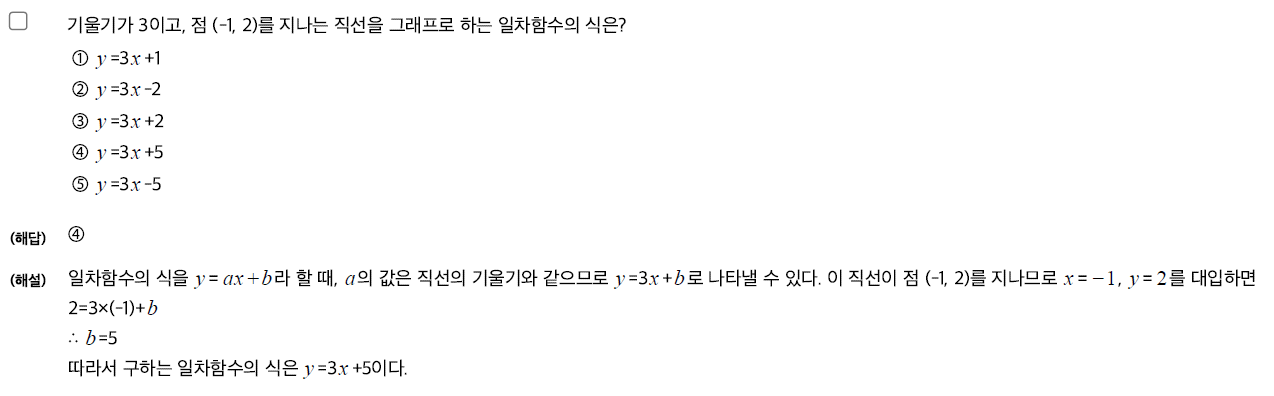 기울기가 3이고, 점 (-1, 2)를 지나는 직선을 그래프로 하는 일차함수의 식은?
① y=3x+1
② y=3x-2
③ y=3x+2
④ y=3x+5
⑤ y=3x-5
(해답) ④
(해설) 일차함수의 식을 y=ax+b라 할 때, a의 값은 직선의 기울기와 같으므로 y=3x+b로 나타낼 수 있다. 이 직선이 점 (-1, 2)를 지나므로 x=−1, y=2를 대입하면
2=3×(-1)+b
∴ b=5
따라서 구하는 일차함수의 식은 y=3x+5이다.